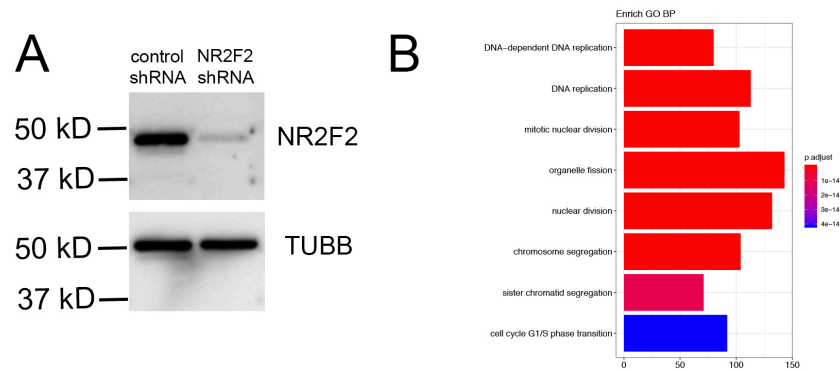 A
control NR2F2
shRNA shRNA
50 kD
NR2F2
37 kD
50 kD
TUBB
37 kD
B
Enrich GO BP
DNA-dependent DNA replication
DNA replication
mitotic nuclear division
organelle fission
nuclear division
chromosome segregation
sister chromatid segregation
cell cycle G1/S phase transition
0 50 100 150
p.adjust
1e-14
2e-14
3e-14
4e-14